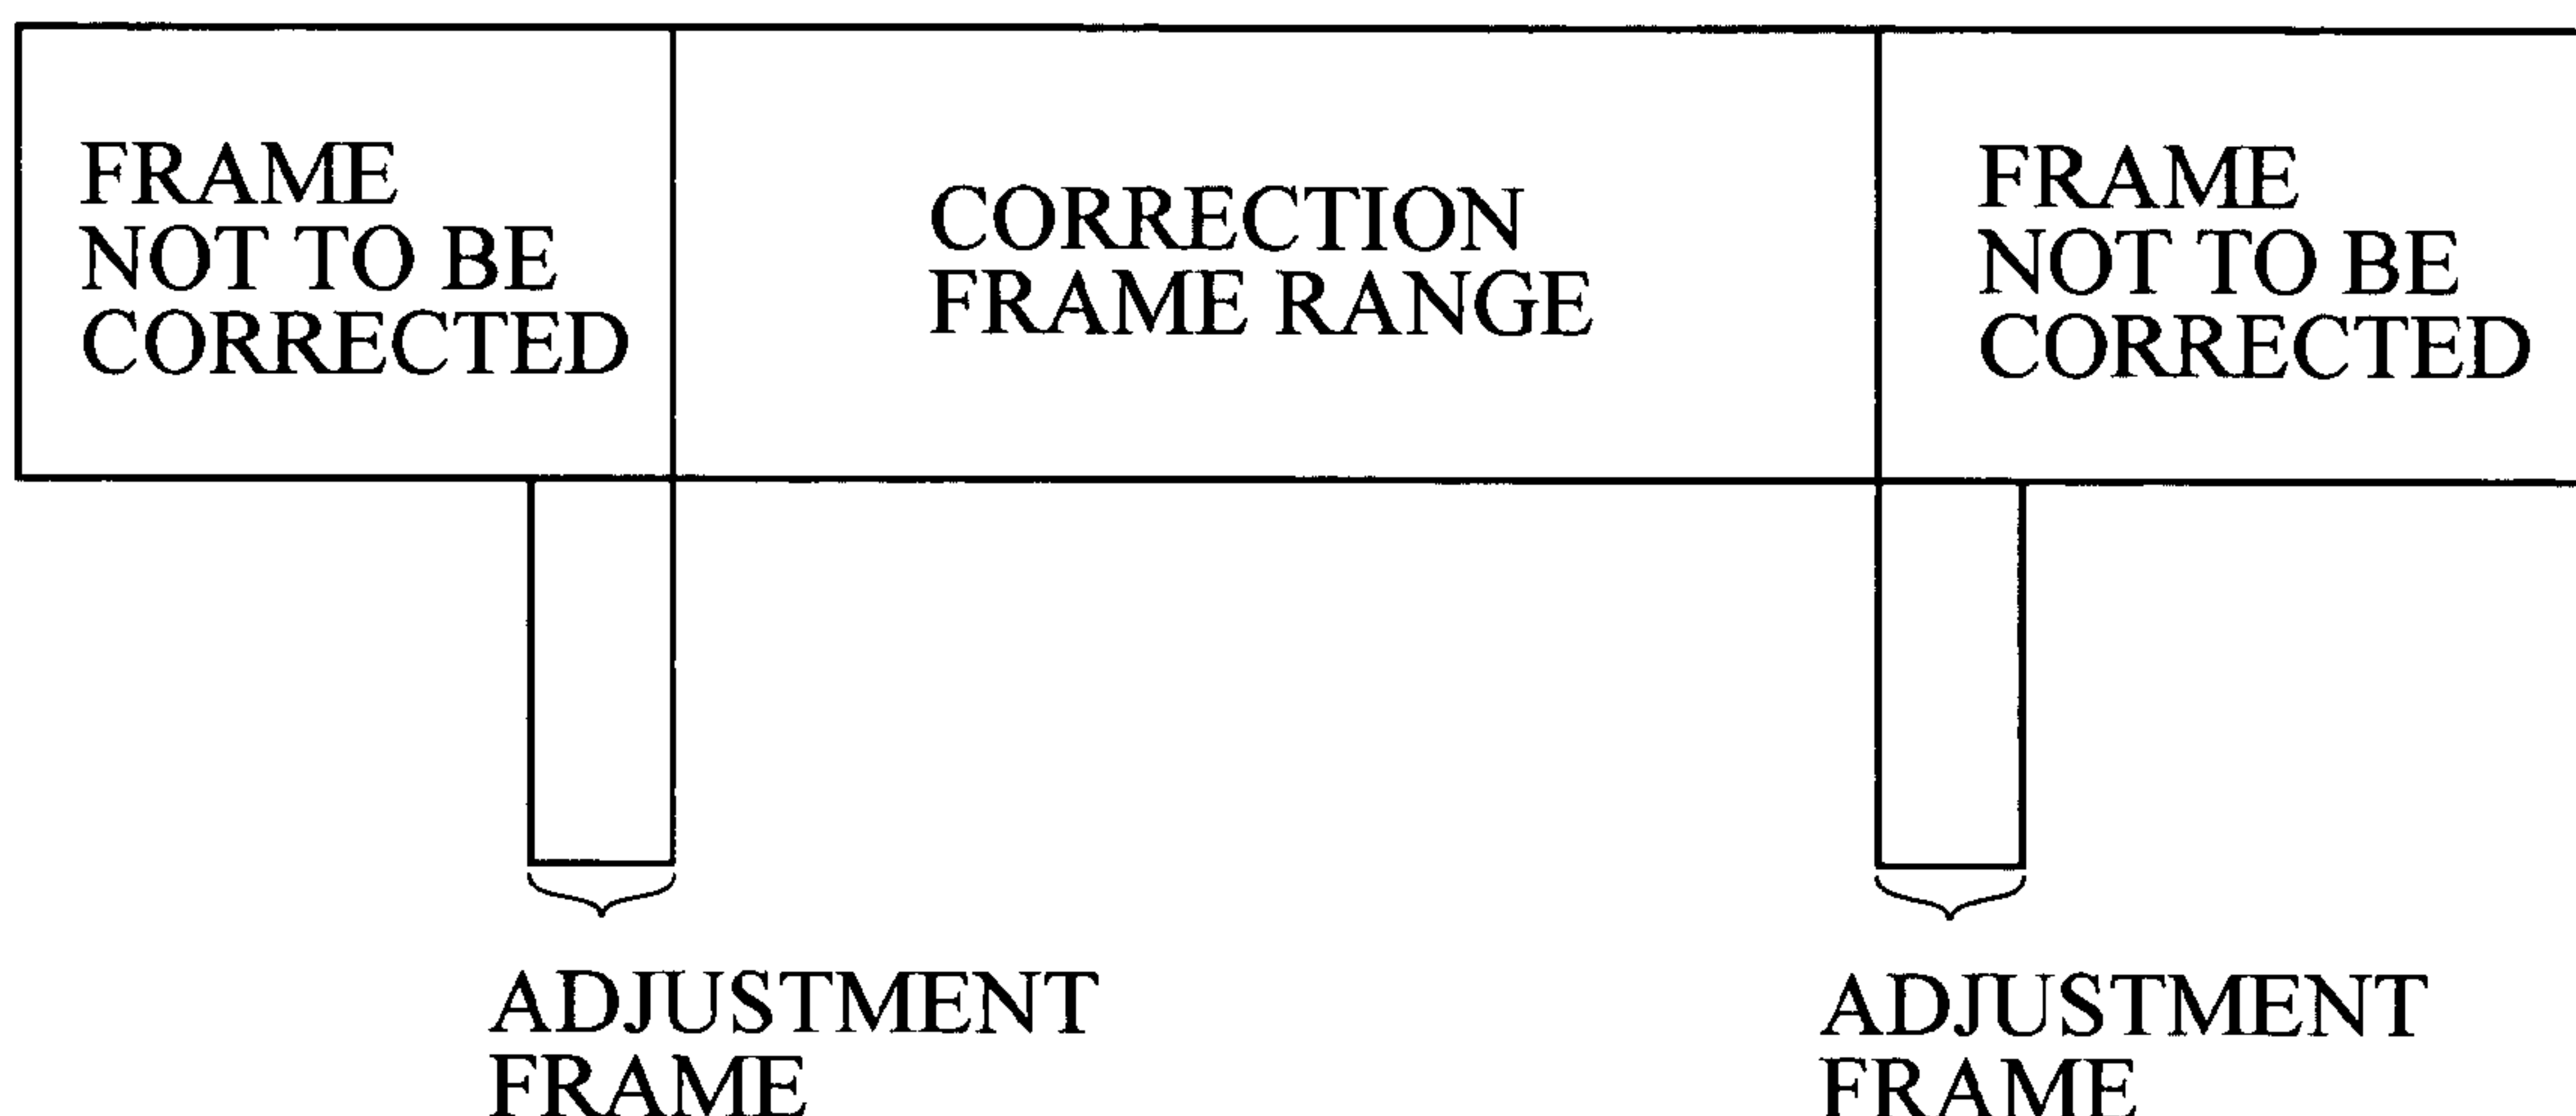 FRAME
NOT TO BE
CORRECTED
CORRECTION
FRAME RANGE
FRAME
NOT TO BE
CORRECTED
ADJUSTMENT
FRAME
ADJUSTMENT
FRAME